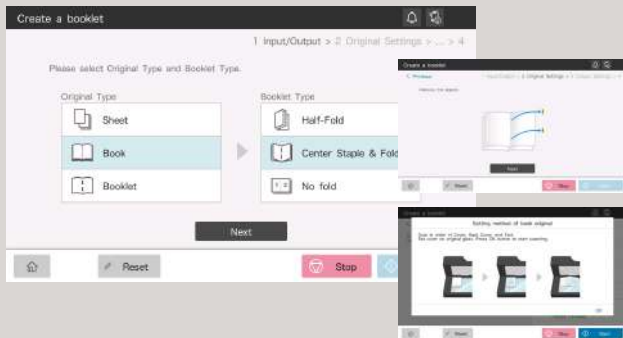 Create a booklet
1 Input/Output > 2 Original Settings > ... > 4
Please select Original Type and Booklet Type.
Original Type
Booklet Type
Sheet
Half-Fold
Book
Center Staple & Fold
Booklet
No fold
Next
Reset
Stop
Create a booklet
Previous
Next
Reset
Stop
Create a booklet
Setting method of book original
OK
Reset
Stop
Start